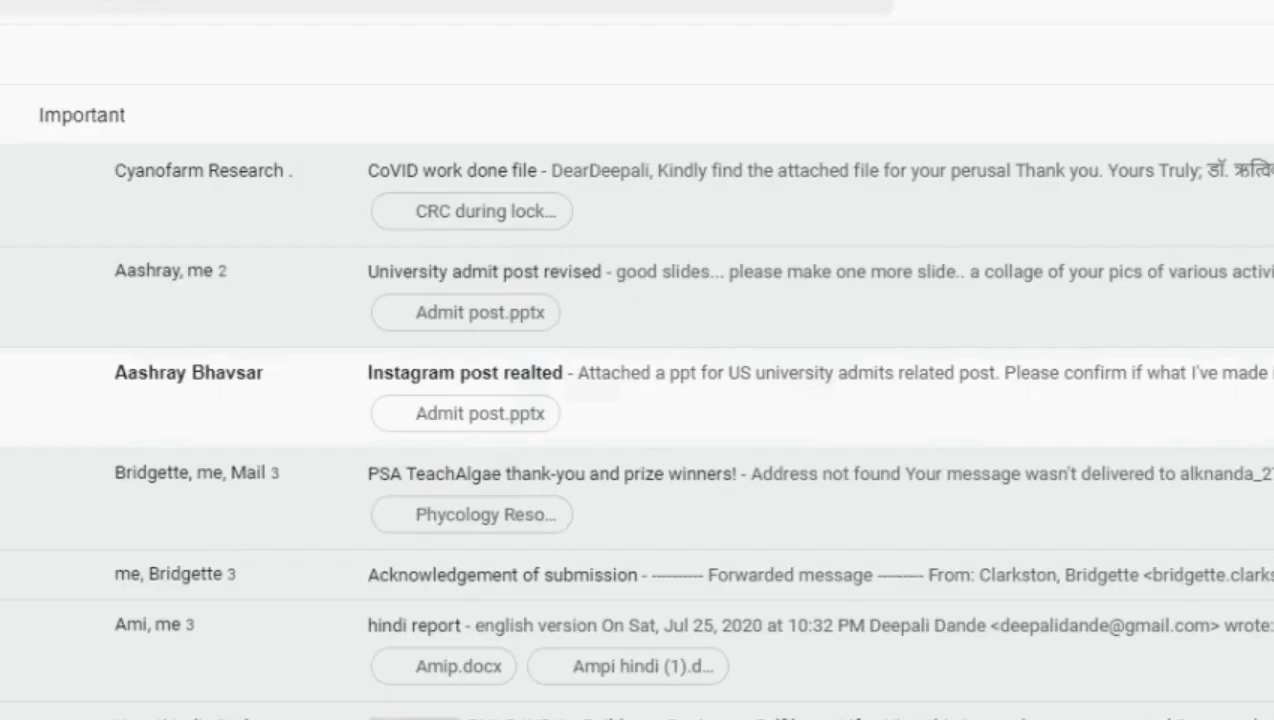 Important
Cyanofarm Research . CoVID work done file - DearDeepali, Kindly find the attached file for your perusal Thank you. Yours Truly; डॉ.
CRC during lock...
Aashray, me 2 University admit post revised - good slides... please make one more slide.. a collage of your pics of various activi
Admit post.pptx
Aashray Bhavsar Instagram post realted - Attached a ppt for US university admits related post. Please confirm if what I've made
Admit post.pptx
Bridgette, me, Mail 3 PSA TeachAlgae thank-you and prize winners! - Address not found Your message wasn't delivered to alknanda_2
Phycology Reso...
me, Bridgette 3 Acknowledgement of submission - ---------- Forwarded message --------- From: Clarkston, Bridgette <bridgette.clarks
Ami, me 3 hindi report - english version On Sat, Jul 25, 2020 at 10:32 PM Deepali Dande <deepalidande@gmail.com> wrote:
Amip.docx Ampi hindi (1).d...